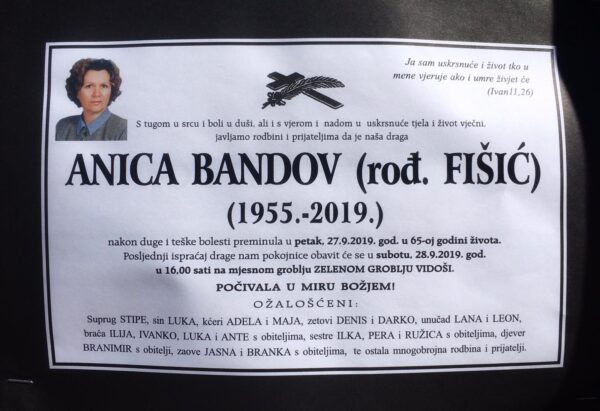 Ja sam uskrsnuće i život tko u
mene vjeruje ako i umre živjet će
(Ivan11,26)
S tugom u srcu i boli u duši, ali i s vjerom i nadom u uskrsnuće tjela i život vječni,
javljamo rodbini i prijateljima da je naša draga
ANICA BANDOV (rođ. FIŠIĆ)
(1955.-2019.)
nakon duge i teške bolesti preminula u petak, 27.9.2019. god. u 65-oj godini života.
Posljednji ispraćaj drage nam pokojnice obavit će se u subotu, 28.9.2019. god.
u 16,00 sati na mjesnom groblju ZELENOM GROBLJU VIDOŠI.
POČIVALA U MIRU BOŽJEM!
OŽALOŠĆENI:
Suprug STIPE, sin LUKA, kćeri ADELA i MAJA, zetovi DENIS i DARKO, unučad LANA i LEON,
braća ILIJA, IVANKO, LUKA i ANTE s obiteljima, sestre ILKA, PERA i RUŽICA s obiteljima, djever
BRANIMIR s obitelji, zaove JASNA i BRANKA s obiteljima, te ostala mnogobrojna rodbina i prijatelji.